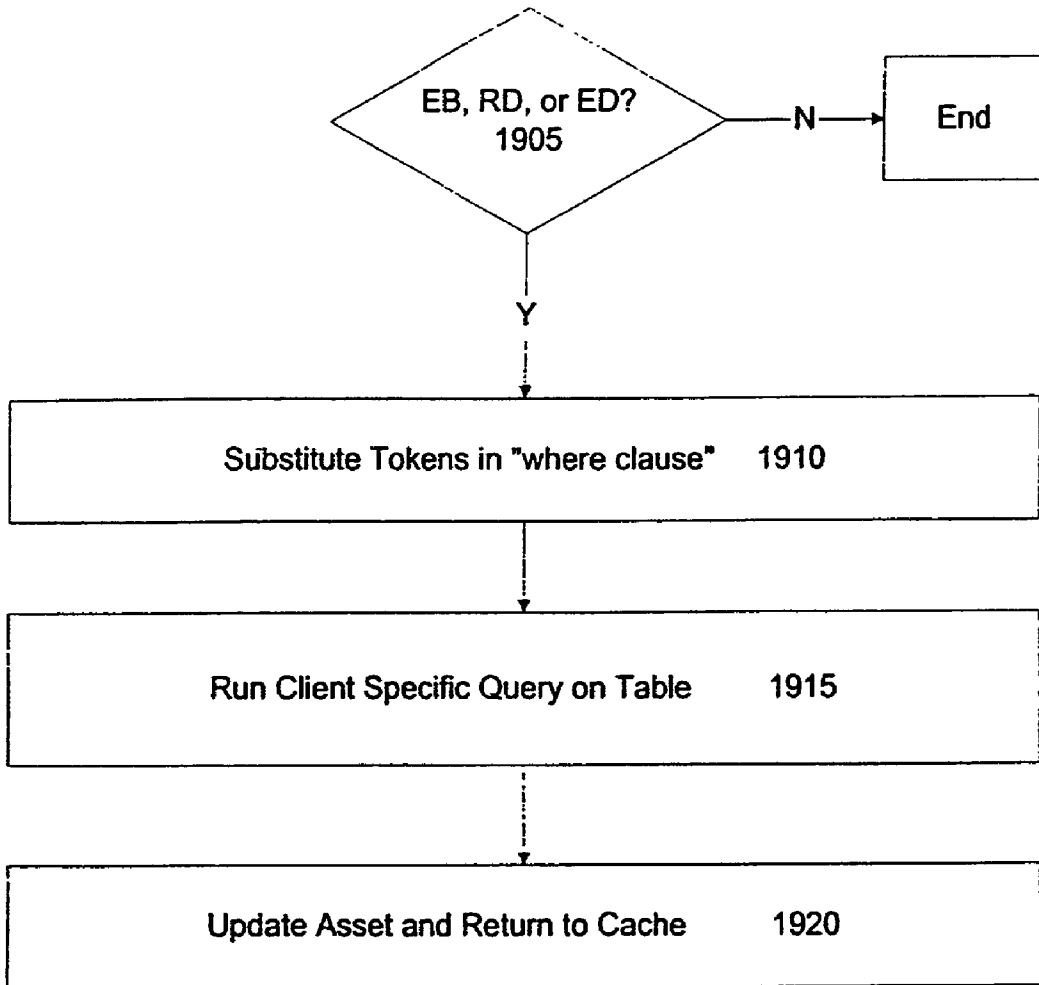 EB, RD, or ED?
1905
N
End
Y
Substitute Tokens in "where clause" 1910
Run Client Specific Query on Table 1915
Update Asset and Return to Cache 1920